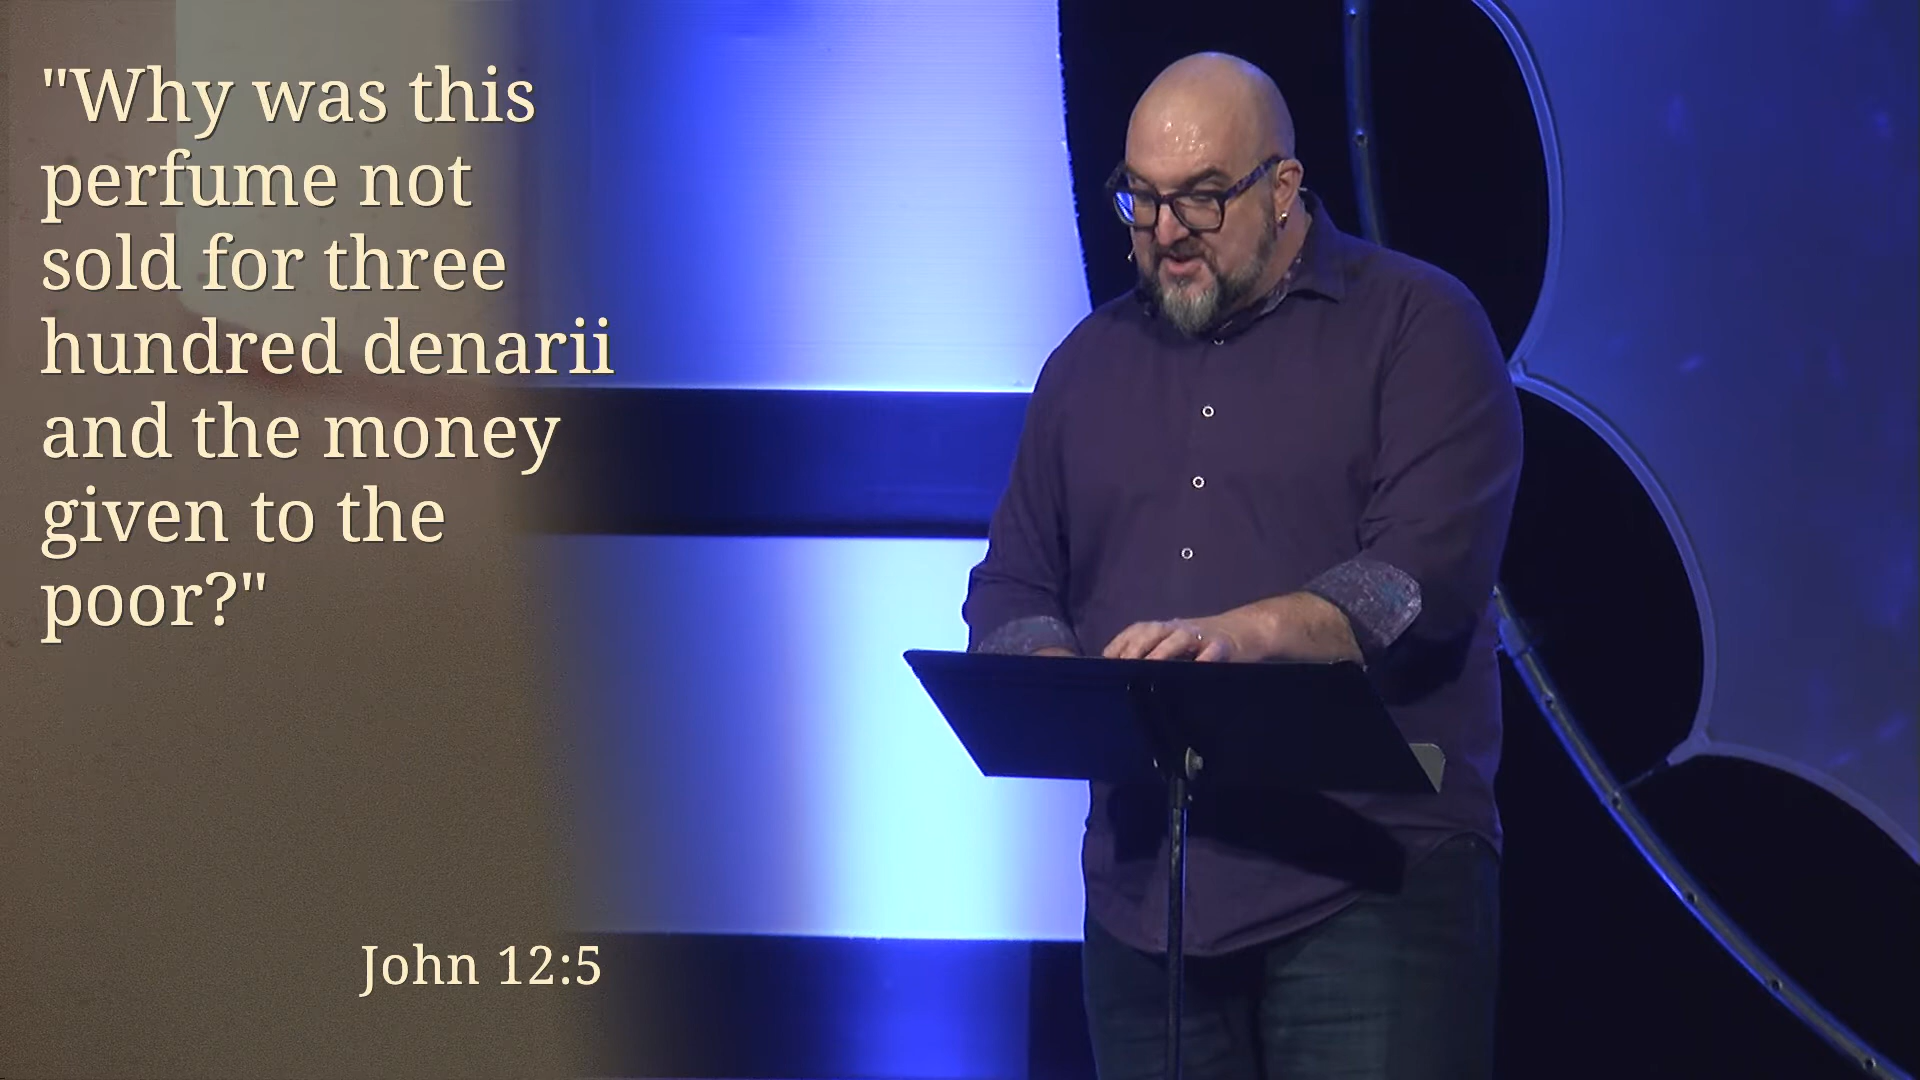 "Why was this
perfume not
sold for three
hundred denarii
and the money
given to the
poor?"
John 12:5